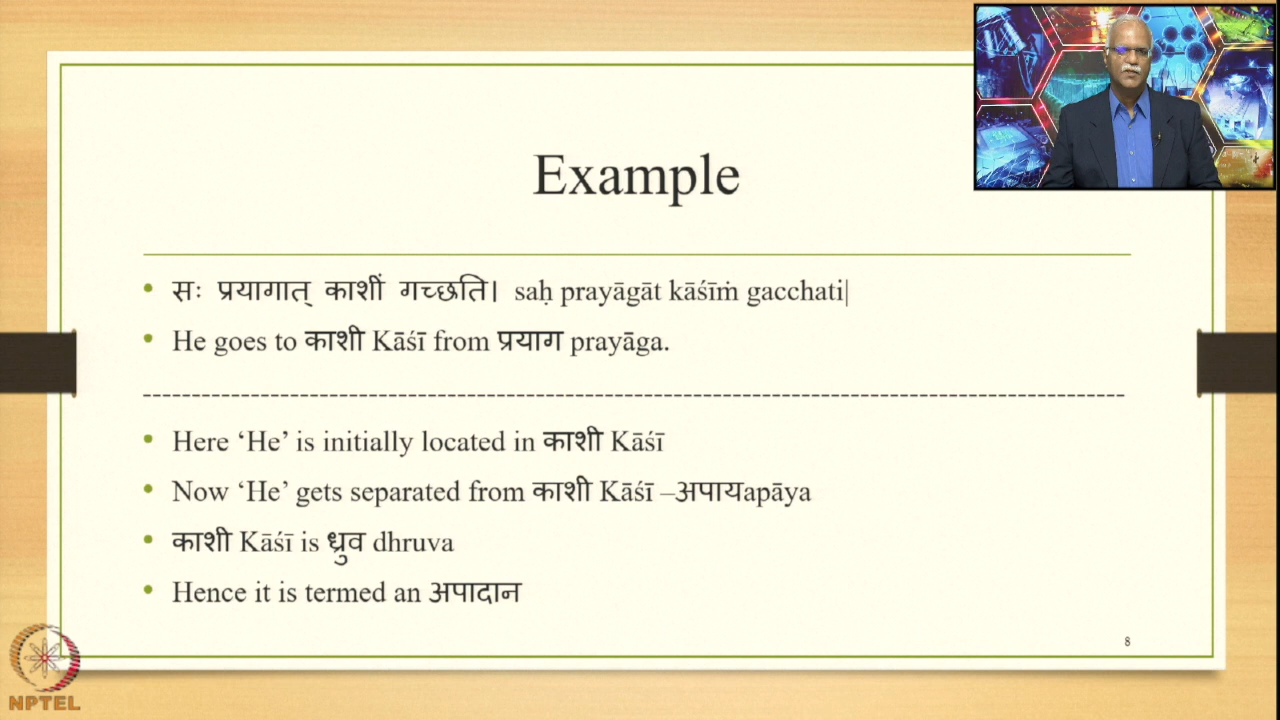 Example
• सः प्रयागात् काशीं गच्छति। saḥ prayāgāt kāśīṁ gacchati|
• He goes to काशी Kāśī from प्रयाग prayāga.
--------------------------------------------------------------------------------------------
• Here ‘He’ is initially located in काशी Kāśī
• Now ‘He’ gets separated from काशी Kāśī –अपायapāya
• काशी Kāśī is ध्रुव dhruva
• Hence it is termed an अपादान
8
NPTEL